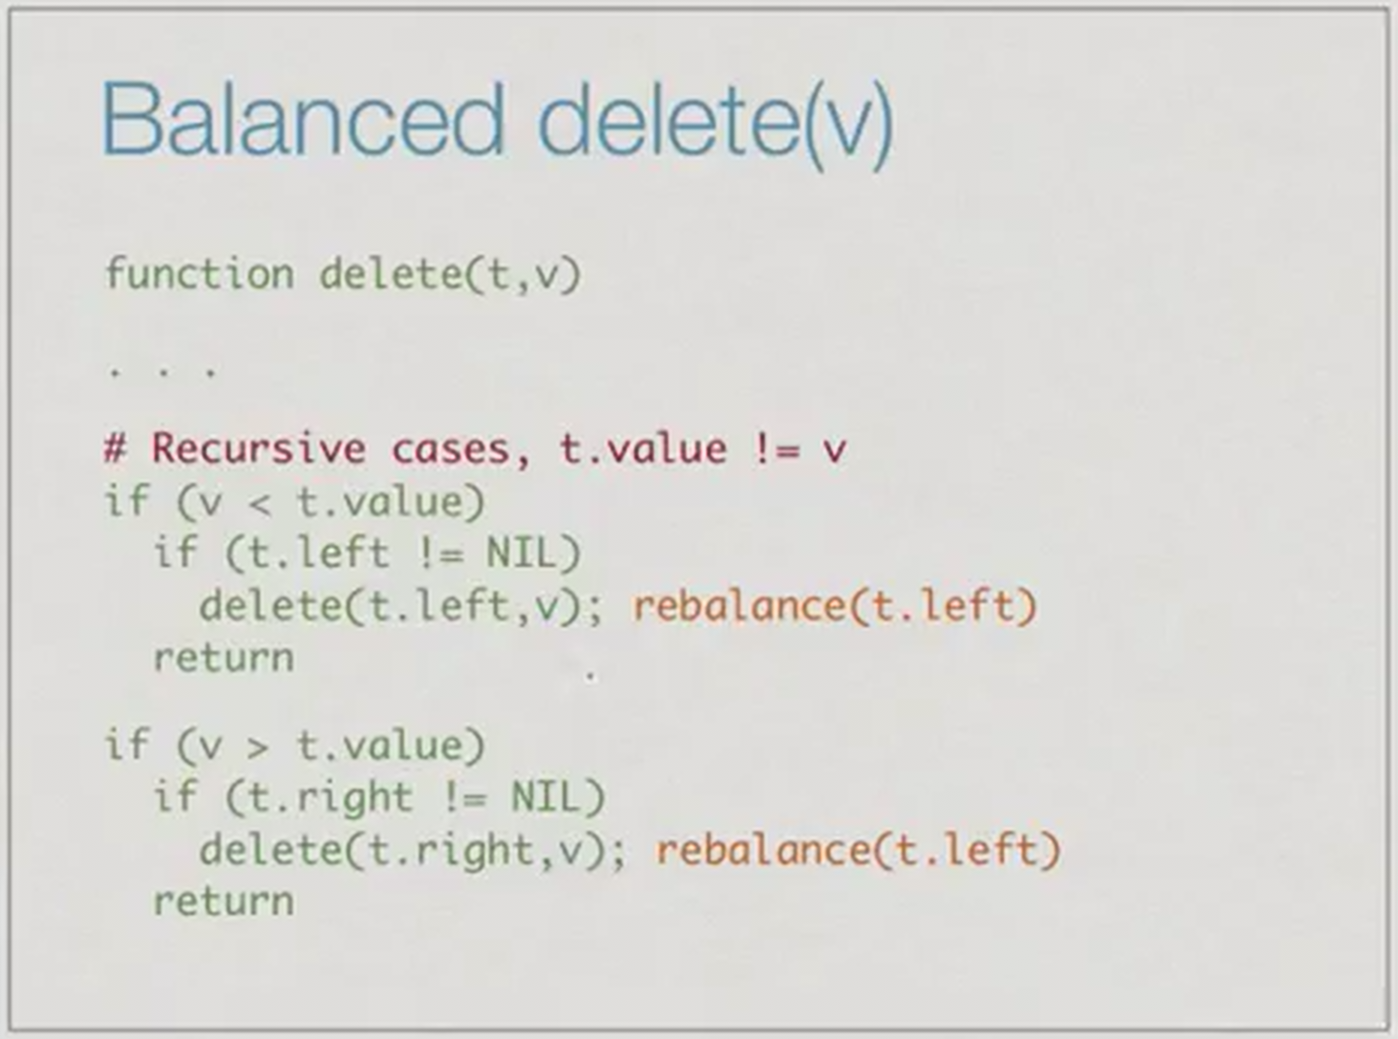 Balanced delete(v)
function delete(t,v)
. . .
# Recursive cases, t.value != v
if (v < t.value)
if (t.left != NIL)
delete(t.left,v); rebalance(t.left)
return
if (v > t.value)
if (t.right != NIL)
delete(t.right,v); rebalance(t.left)
return